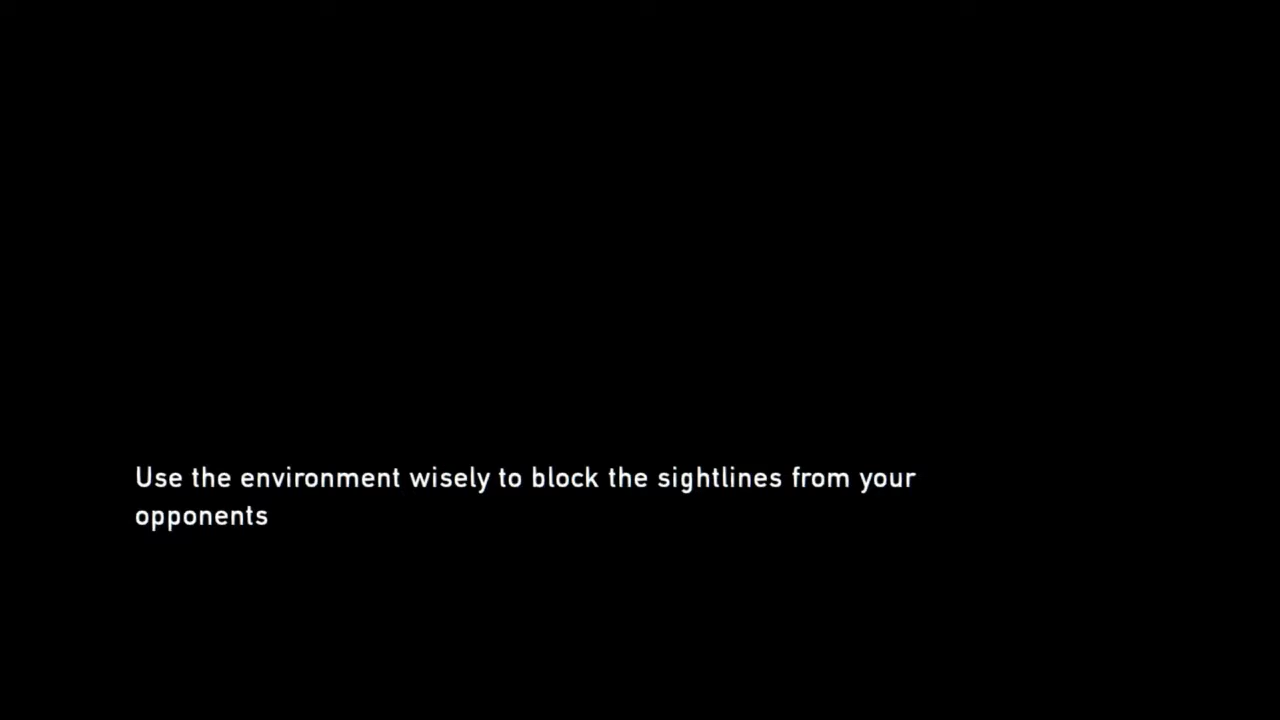 Use the environment wisely to block the sightlines from your
opponents